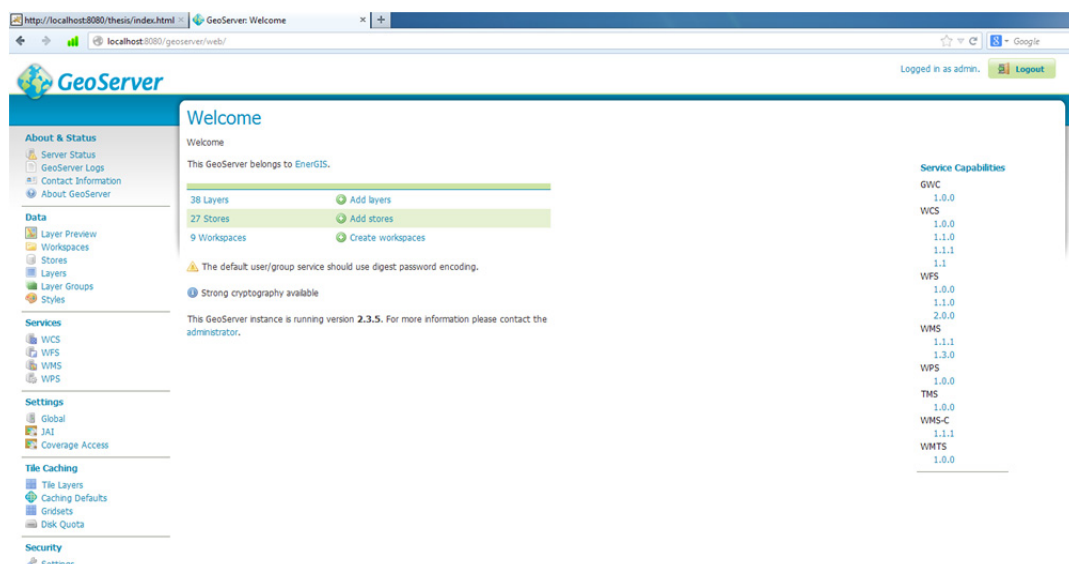 http://localhost:8080/thesis/index.html
GeoServer: Welcome
localhost:8080/geoserver/web/
Google
GeoServer
Logged in as admin.
Logout
About & Status
Server Status
GeoServer Logs
Contact Information
About GeoServer
Data
Layer Preview
Workspaces
Stores
Layers
Layer Groups
Styles
Services
WCS
WFS
WMS
WPS
Settings
Global
JAI
Coverage Access
Tile Caching
Tile Layers
Caching Defaults
Gridsets
Disk Quota
Security
Settings
Welcome
Welcome
This GeoServer belongs to EnerGIS.
38 Layers Add layers
27 Stores Add stores
9 Workspaces Create workspaces
The default user/group service should use digest password encoding.
Strong cryptography available
This GeoServer instance is running version 2.3.5. For more information please contact the
administrator.
Service Capabilities
GWC
1.0.0
WCS
1.0.0
1.1.0
1.1.1
1.1
WFS
1.0.0
1.1.0
2.0.0
WMS
1.1.1
1.3.0
WPS
1.0.0
TMS
1.0.0
WMS-C
1.1.1
WMTS
1.0.0